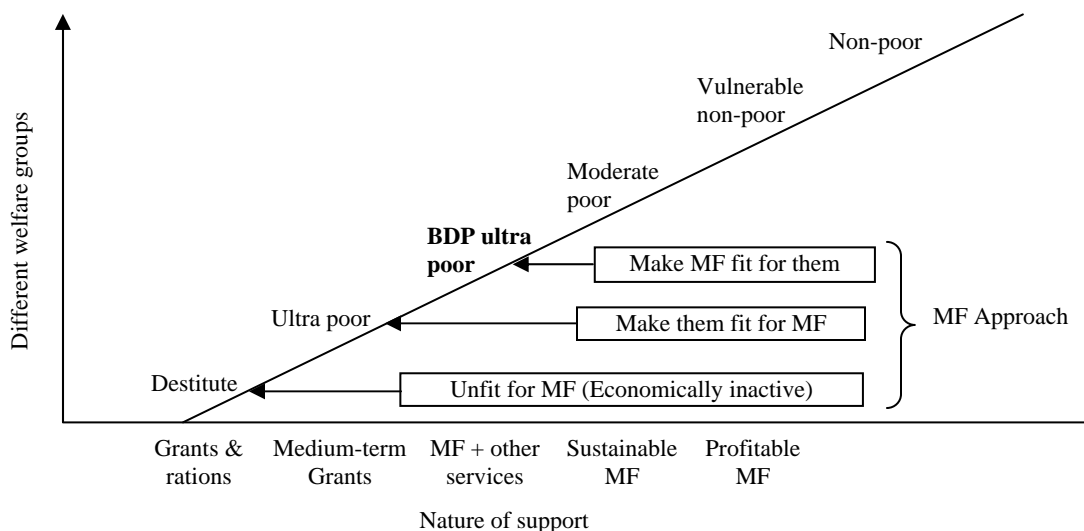 Different welfare groups
Non-poor
Vulnerable
non-poor
Moderate
poor
BDP ultra
poor
Make MF fit for them
Ultra poor
Make them fit for MF
MF Approach
Destitute
Unfit for MF (Economically inactive)
Grants &
rations
Medium-term
Grants
MF + other
services
Sustainable
MF
Profitable
MF
Nature of support